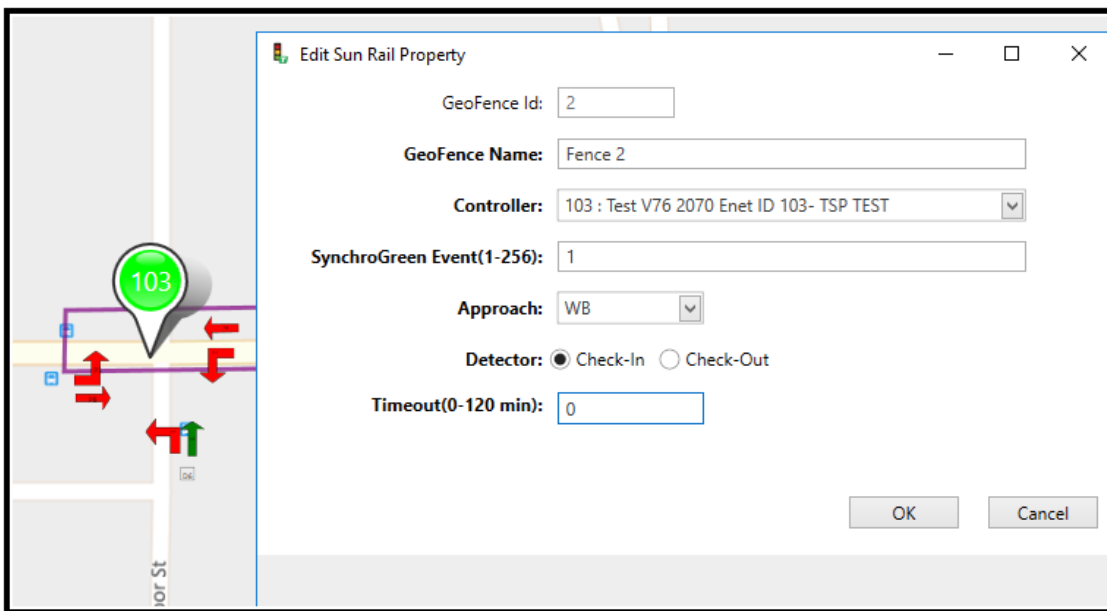 Edit Sun Rail Property
GeoFence Id: 2
GeoFence Name: Fence 2
Controller: 103 : Test V76 2070 Enet ID 103- TSP TEST
SynchroGreen Event(1-256): 1
103
Approach: WB
Detector: Check-In Check-Out
Timeout(0-120 min): 0
OK Cancel
or St